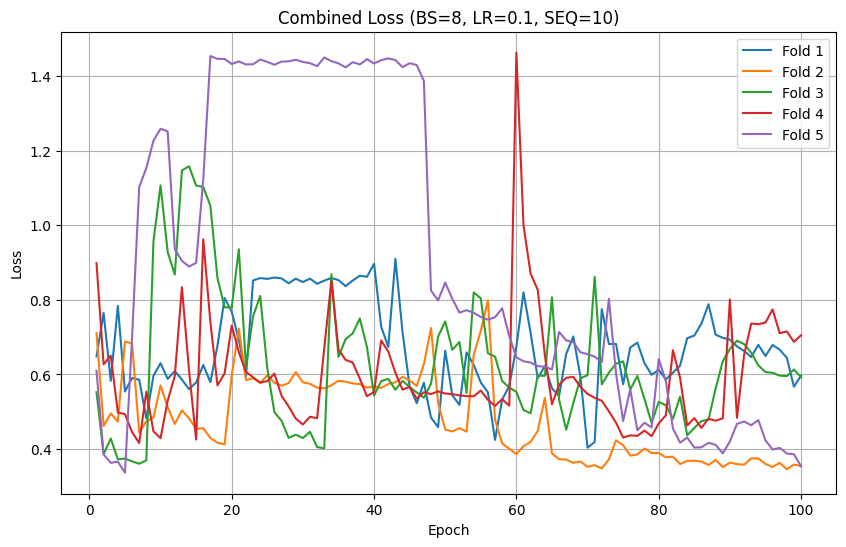 Combined Loss (BS=8, LR=0.1, SEQ=10)
Fold 1
Fold 2
Fold 3
Fold 4
Fold 5
Loss
1.4
1.2
1.0
0.8
0.6
0.4
0 20 40 60 80 100
Epoch